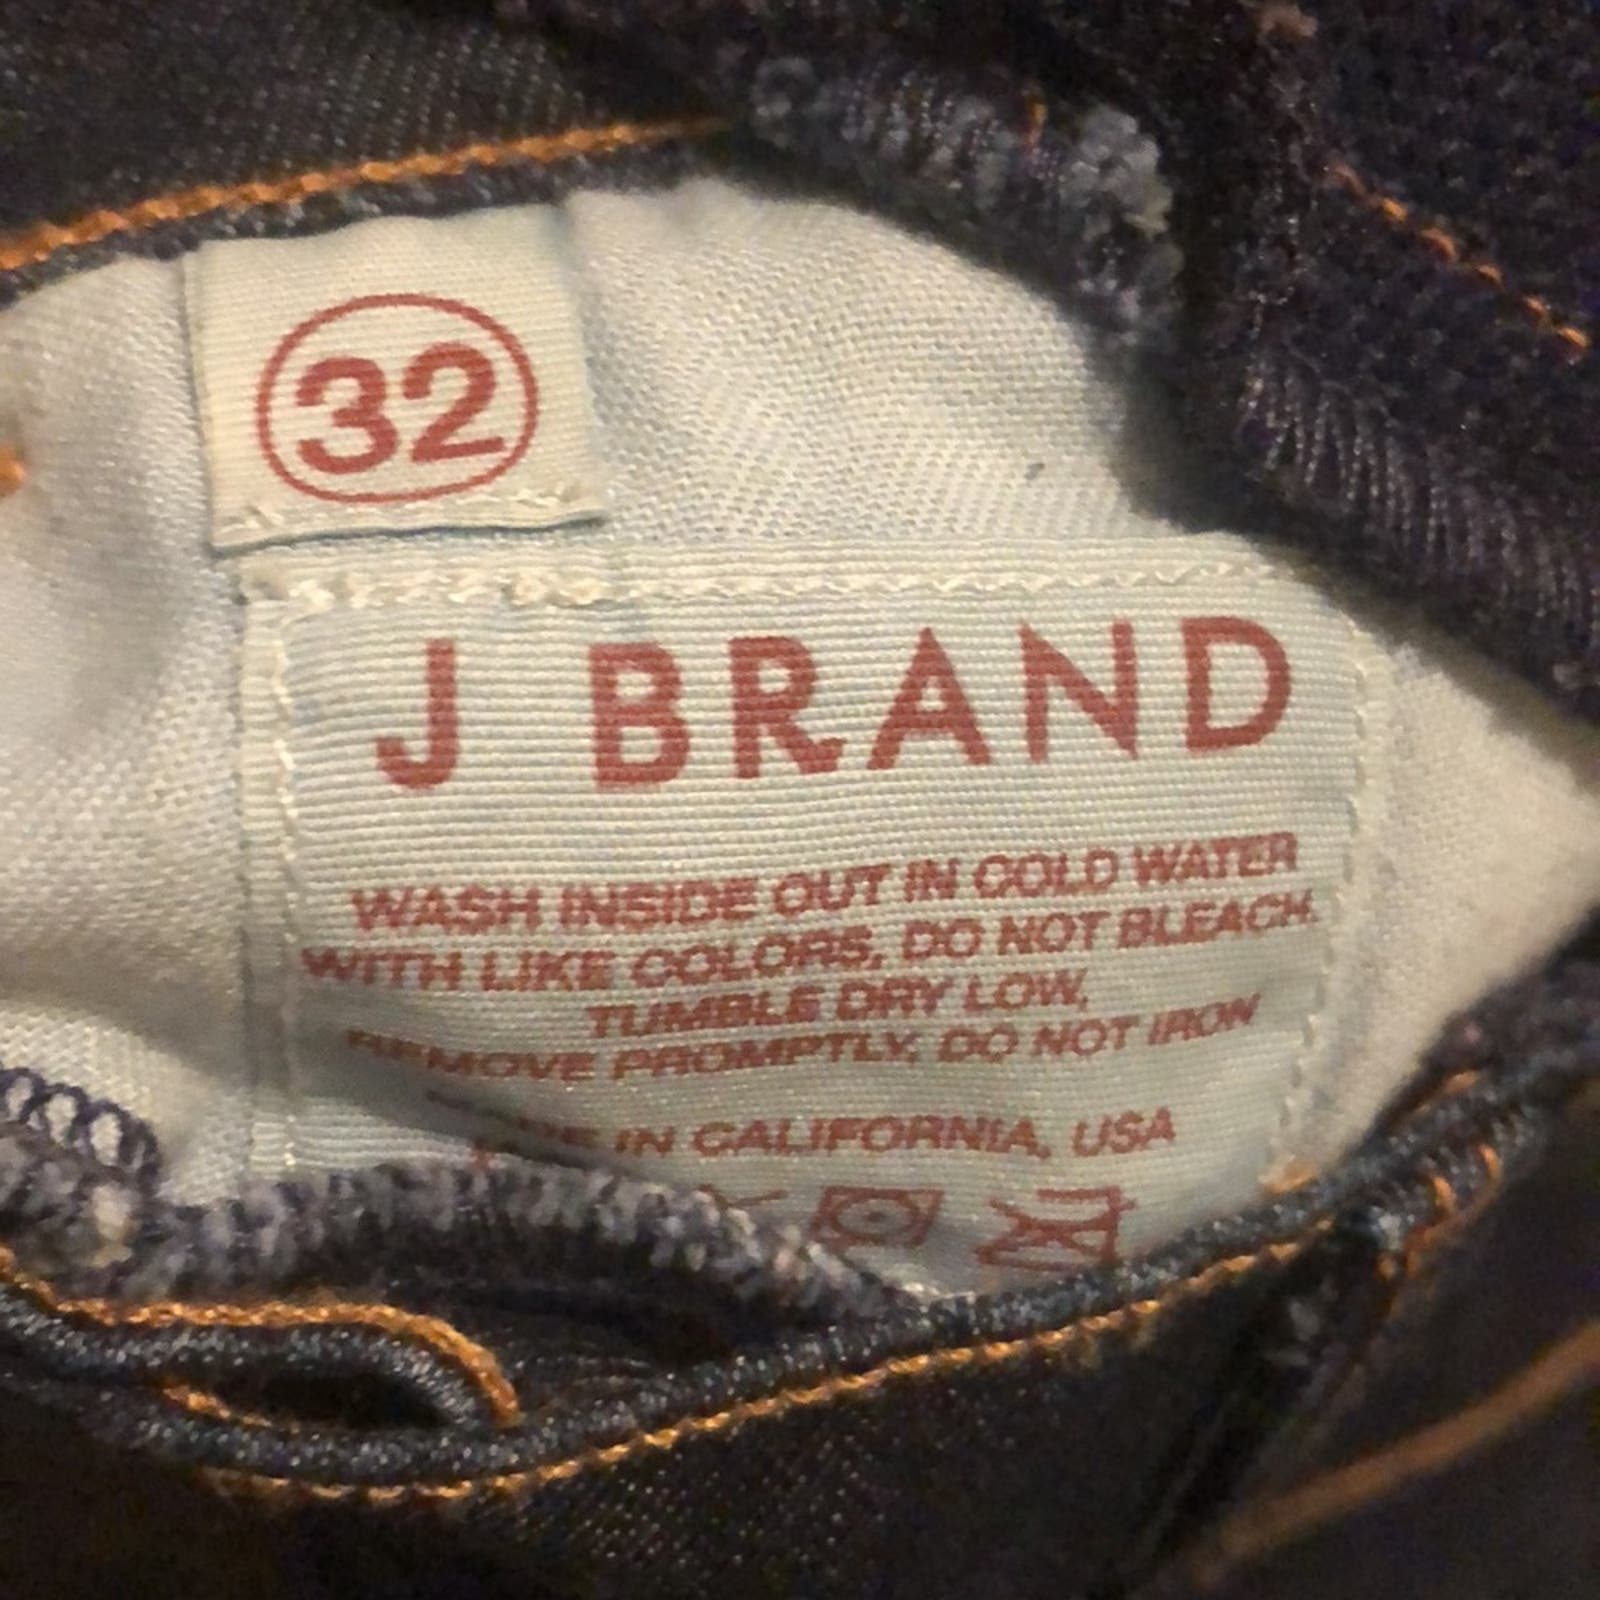 32
J BRAND
WASH INSIDE OUT IN COLD WATER
WITH LIKE COLORS, DO NOT BLEACH.
TUMBLE DRY LOW,
REMOVE PROMPTLY, DO NOT IRON
IN CALIFORNIA, USA